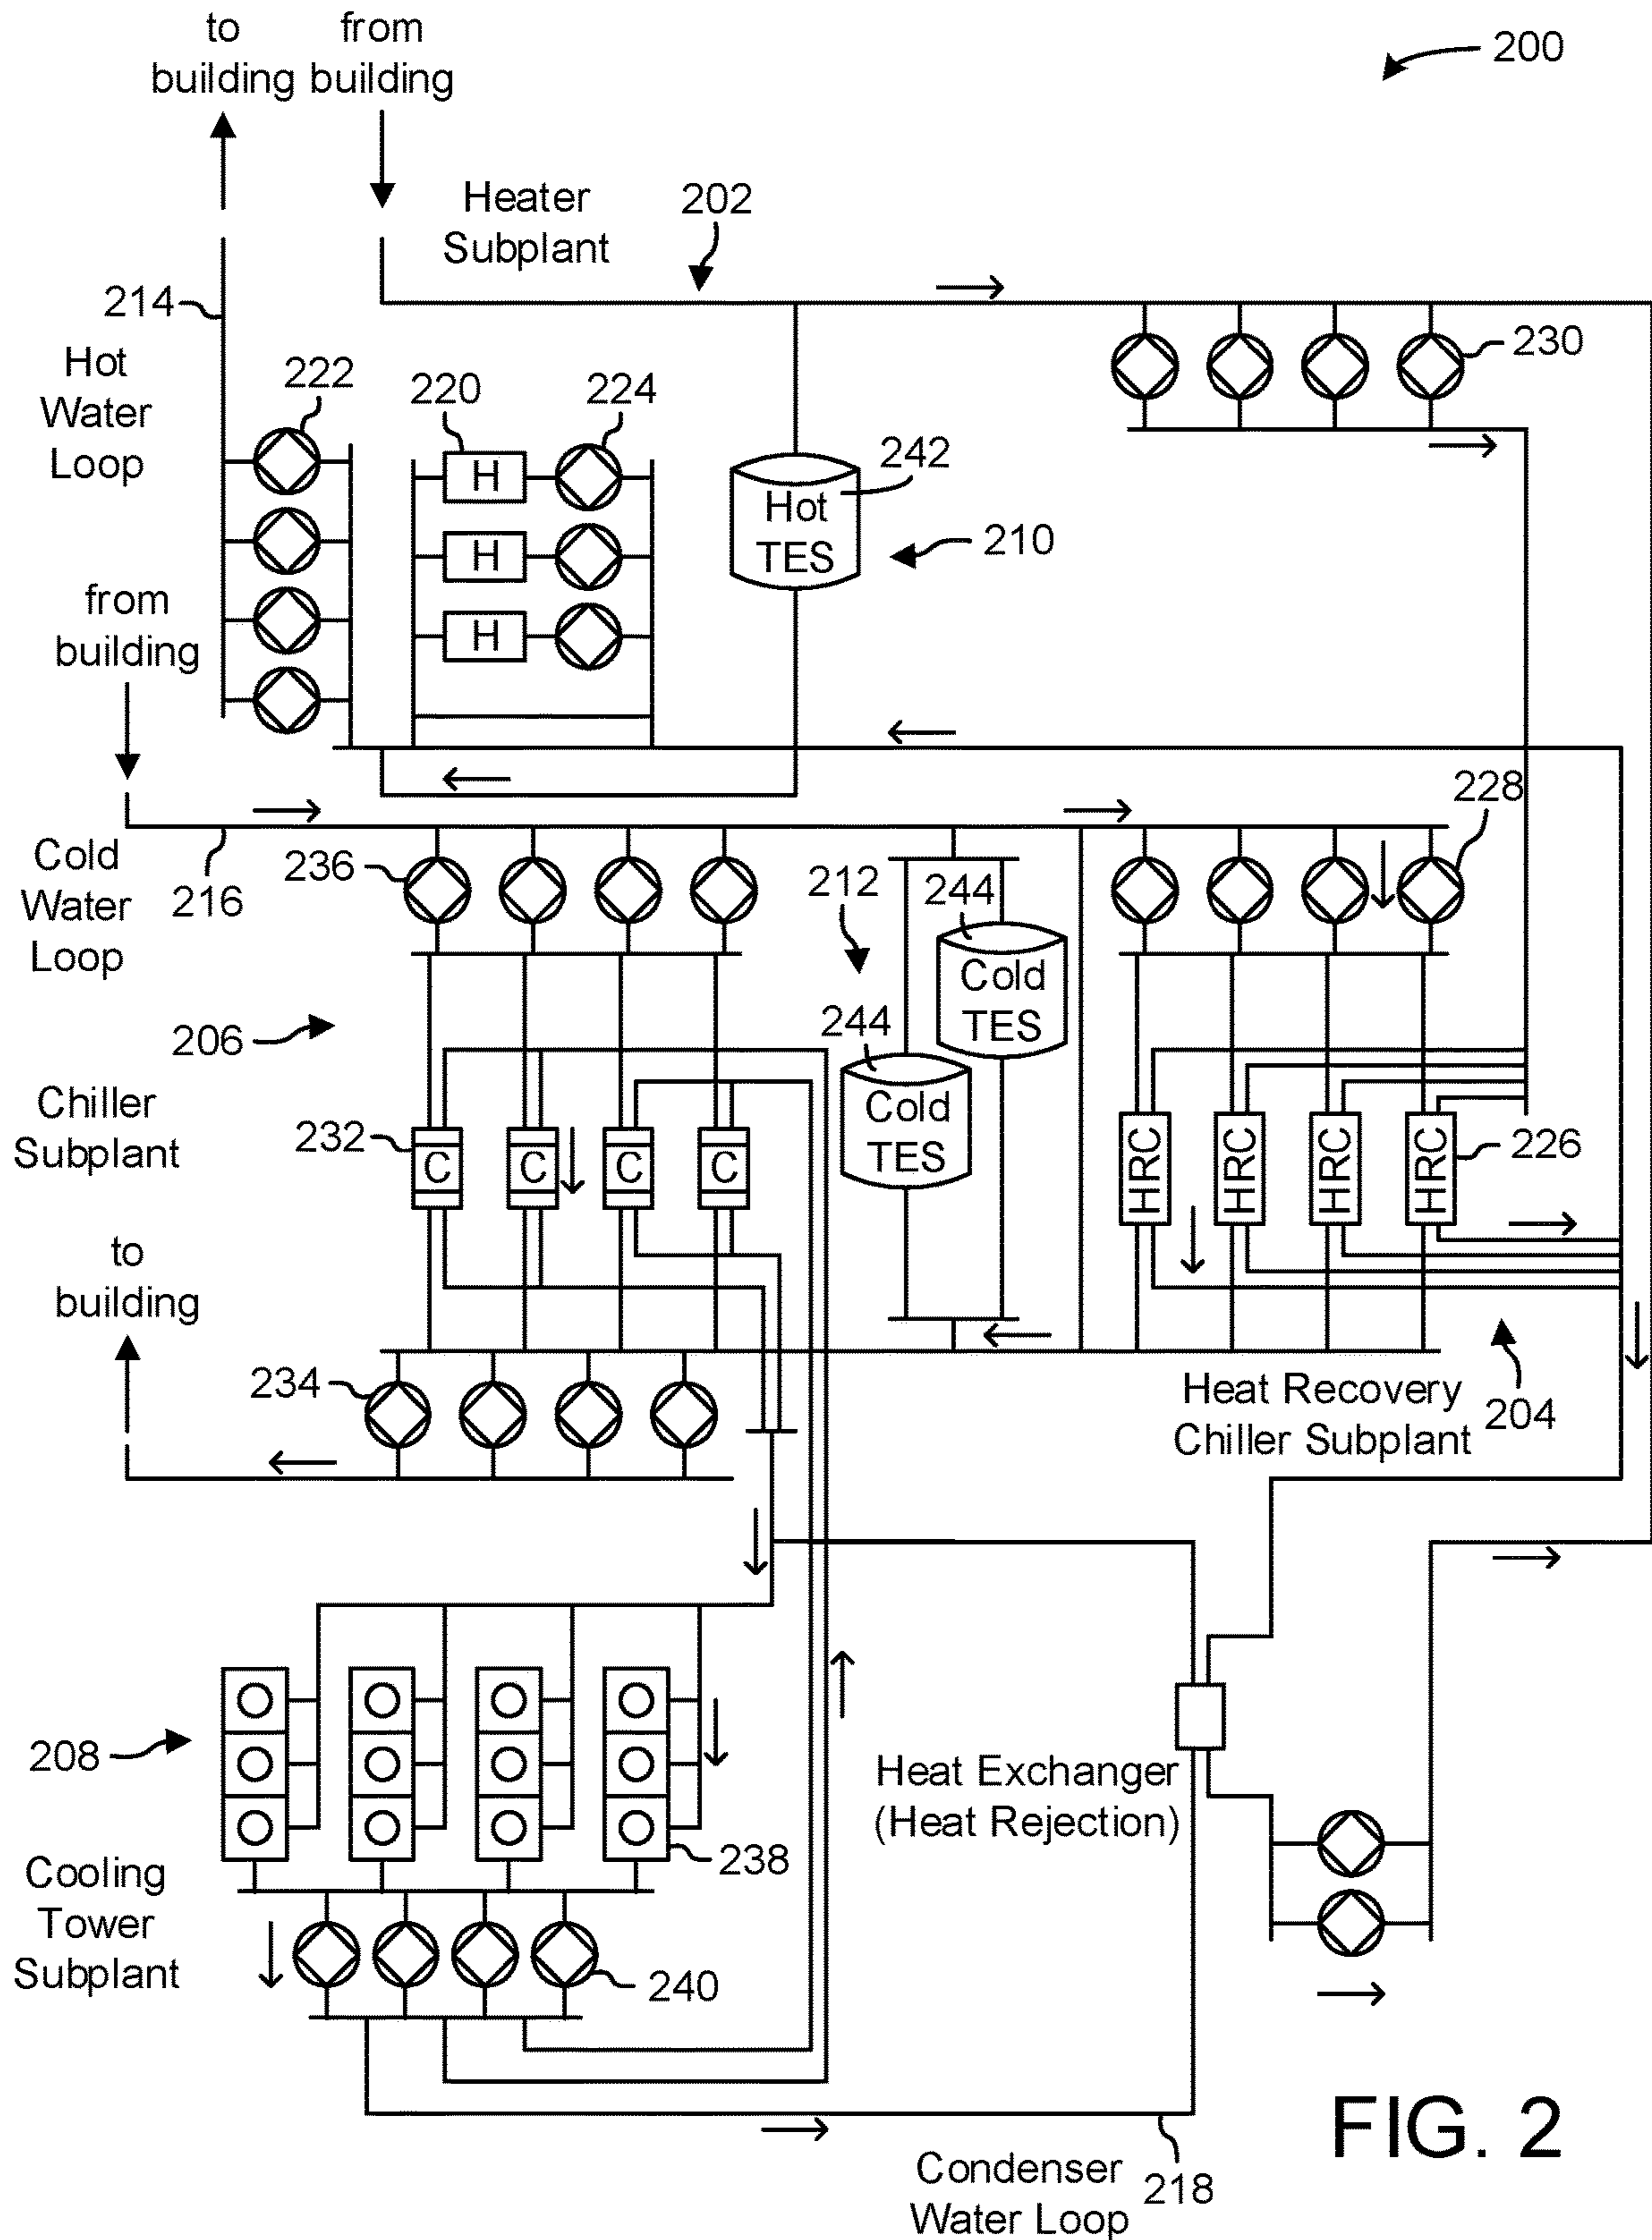 to
building
from
building
200
Heater
Subplant
202
214
Hot
Water
Loop
222
220
224
230
H
H
H
Hot
TES
242
210
from
building
228
Cold
Water
Loop
216
236
212
244
Cold
TES
244
Cold
TES
206
Chiller
Subplant
232
C
C
C
C
HRC
HRC
HRC
HRC
226
to
building
234
Heat Recovery
Chiller Subplant
204
208
Heat Exchanger
(Heat Rejection)
238
Cooling
Tower
Subplant
240
Condenser
Water Loop
218
FIG. 2